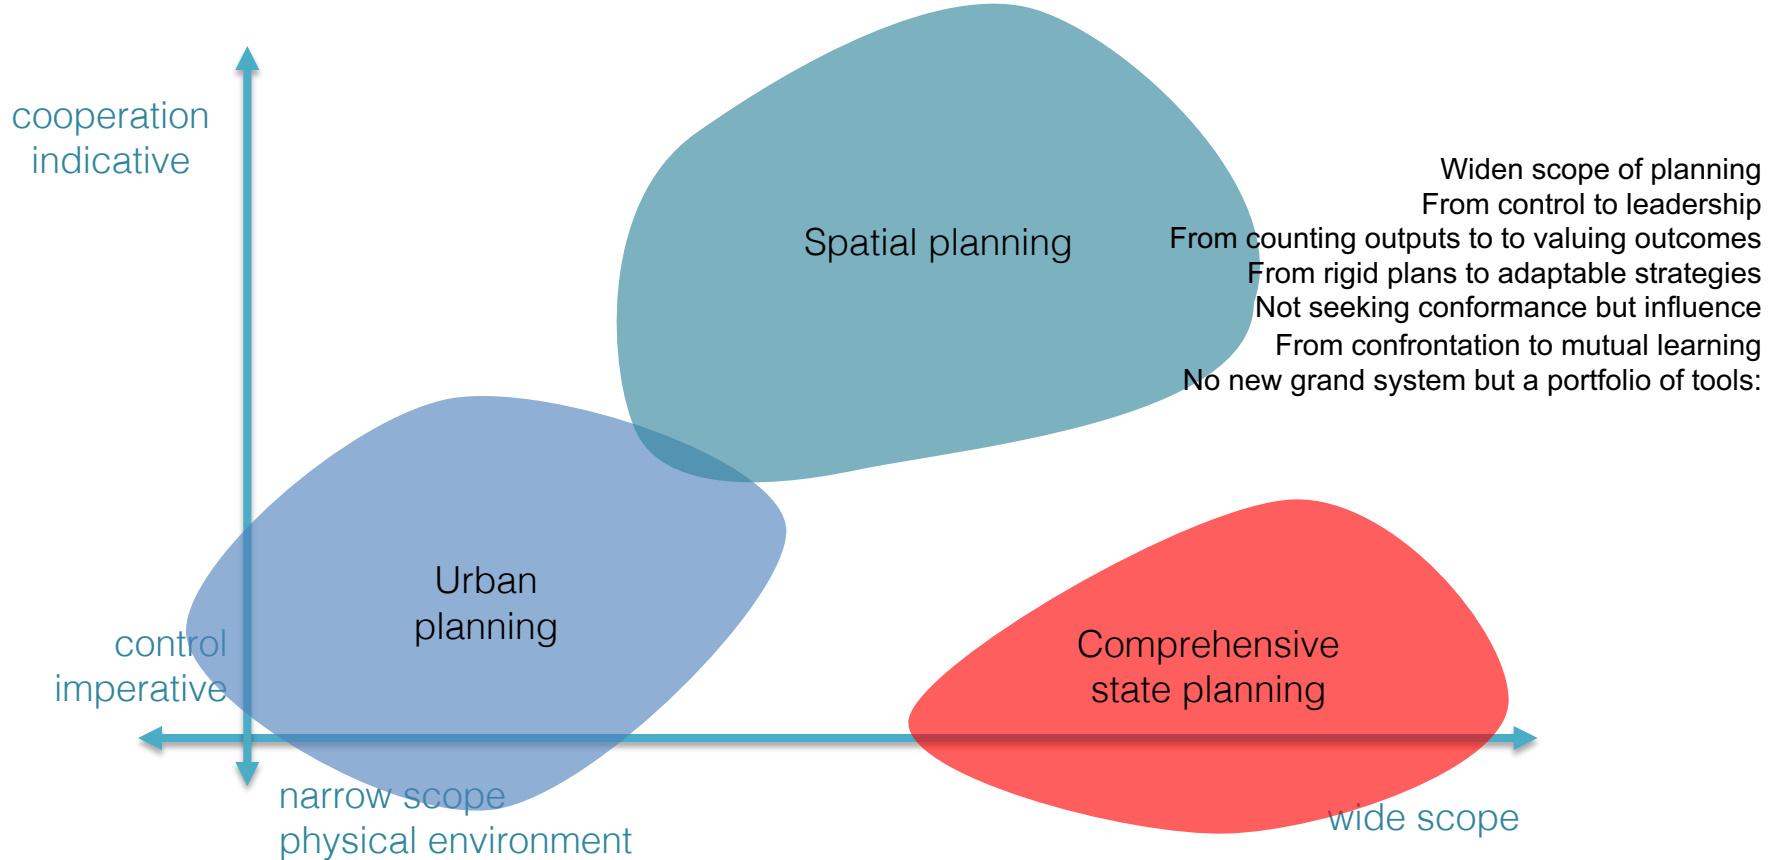 cooperation
indicative
Widen scope of planning
From control to leadership
Spatial planning
From counting outputs to to valuing outcomes
From rigid plans to adaptable strategies
Not seeking conformance but influence
From confrontation to mutual learning
No new grand system but a portfolio of tools:
Urban
planning
control
imperative
Comprehensive
state planning
narrow scope
physical environment
wide scope